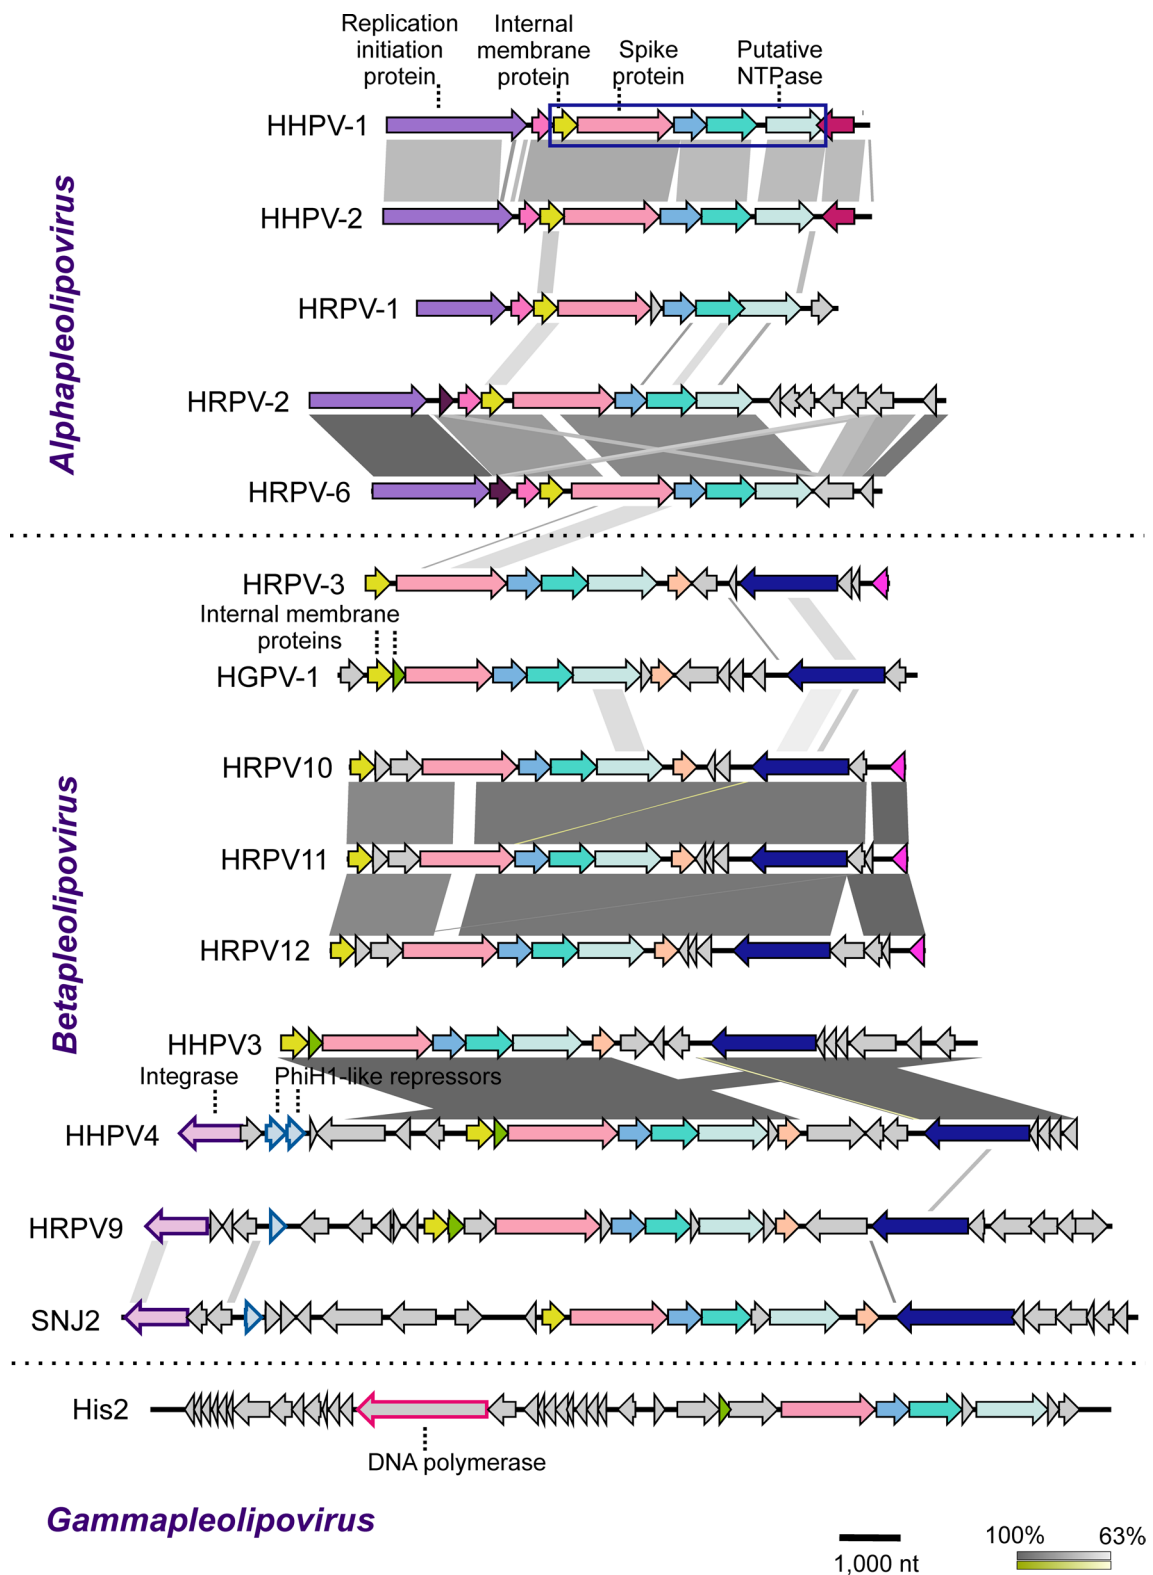 Replication
initiation
protein
Internal
membrane
protein
Spike
protein
Putative
NTPase
HHPV-1
HHPV-2
HRPV-1
HRPV-2
HRPV-6
Alphapleolipovirus
HRPV-3
Internal membrane
proteins
HGPV-1
HRPV10
HRPV11
HRPV12
HHPV3
Integrase
PhiH1-like repressors
HHPV4
HRPV9
SNJ2
Betapleolipovirus
His2
DNA polymerase
Gammapleolipovirus
1,000 nt
100%
63%